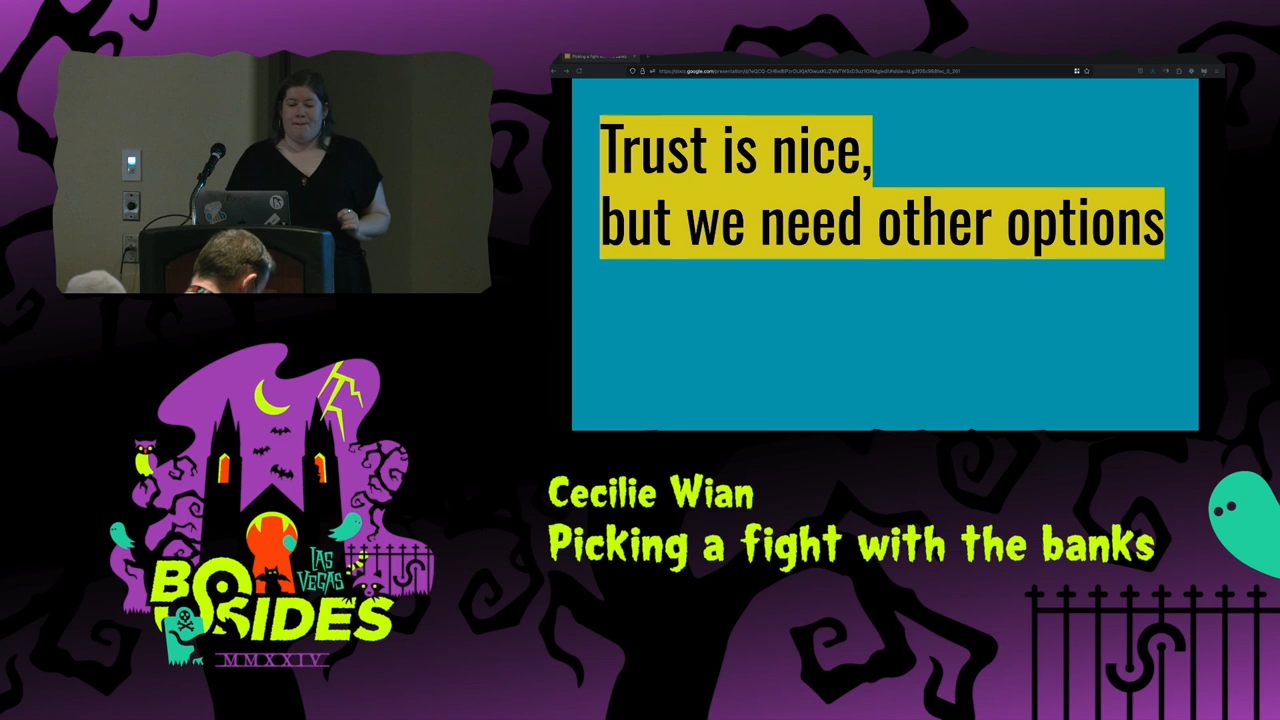 Trust is nice,
but we need other options
Cecilie Wian
Picking a fight with the banks
LAS
VEGAS
BSIDES
MMXXIV